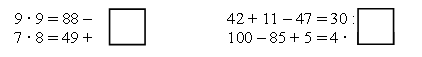 9 · 9 = 88 –
7 · 8 = 49 +
42 + 11 – 47 = 30 :
100 – 85 + 5 = 4 ·